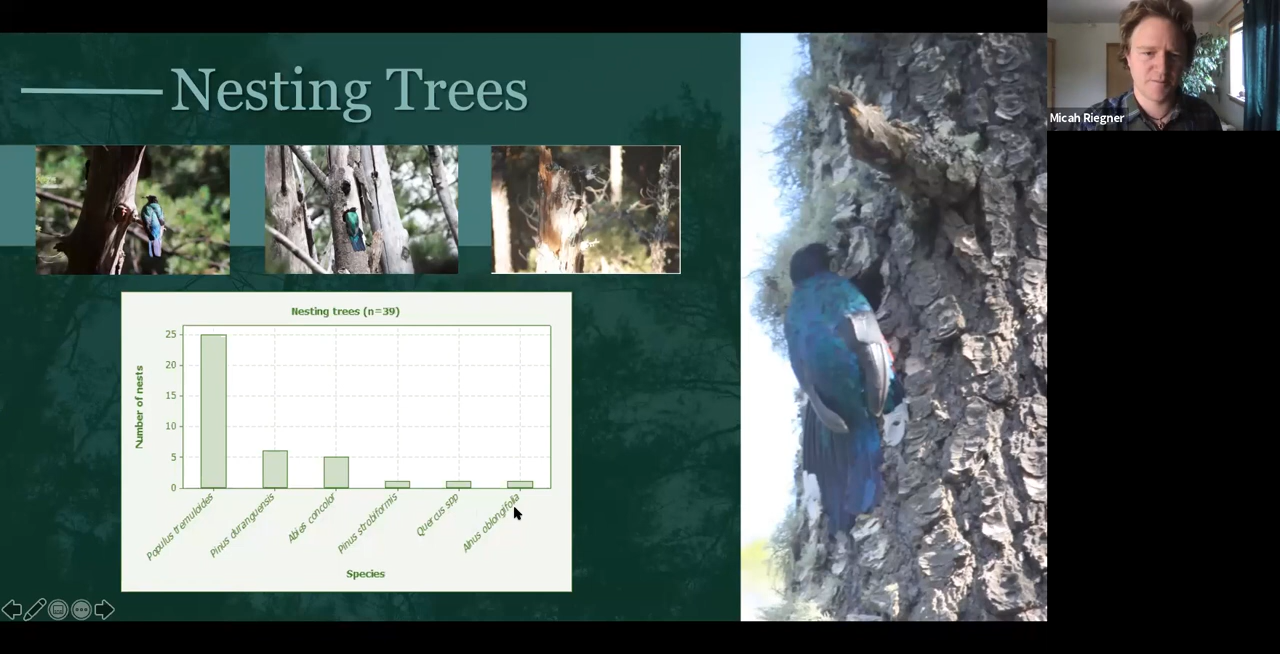 Nesting Trees
Micah Riegner
Nesting trees (n=39)
Number of nests
25
20
15
10
5
0
Populus tremuloides
Pinus durangensis
Abies concolor
Pinus strobiformis
Quercus spp
Alnus oblongifolia
Species